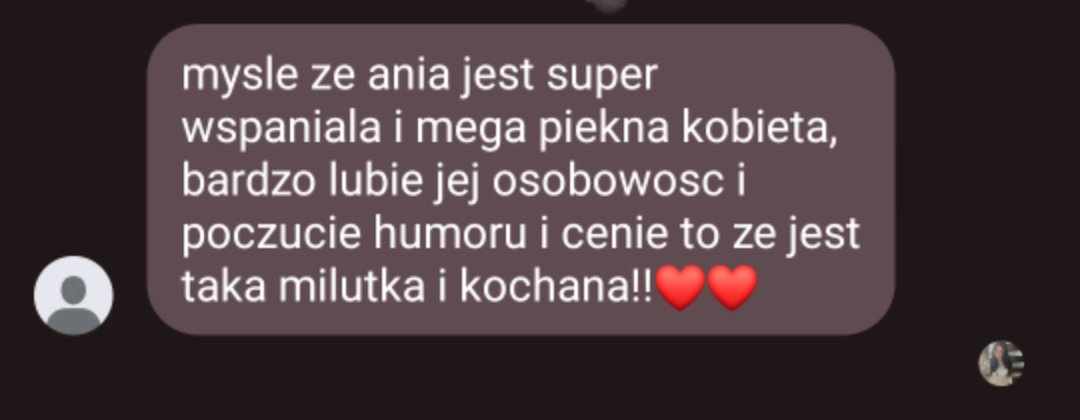 mysle ze ania jest super
wspaniala i mega piekna kobieta,
bardzo lubie jej osobowosc i
poczucie humoru i cenie to ze jest
taka milutka i kochana!!❤️❤️